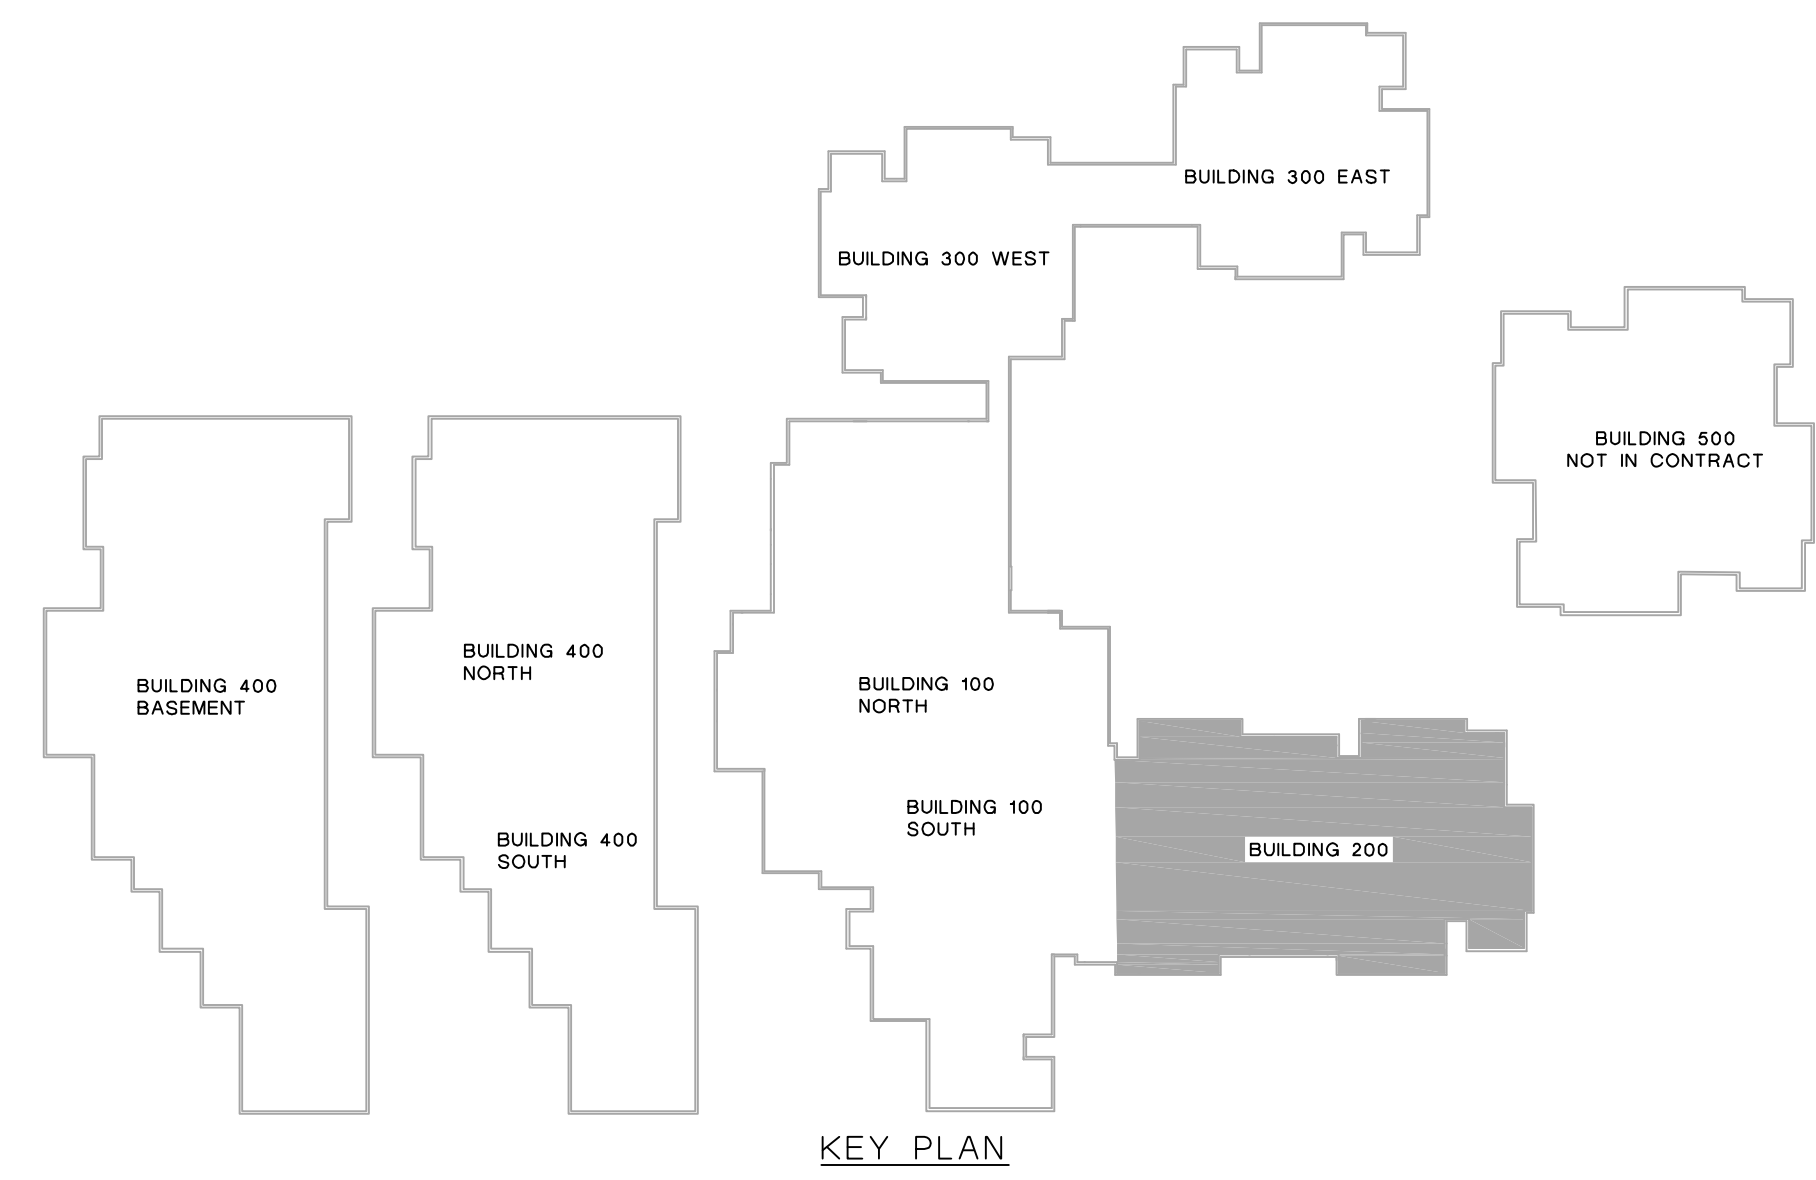 BUILDING 300 EAST
BUILDING 300 WEST
BUILDING 500
NOT IN CONTRACT
BUILDING 400
NORTH
BUILDING 400
BASEMENT
BUILDING 100
NORTH
BUILDING 100
SOUTH
BUILDING 400
SOUTH
BUILDING 200
KEY PLAN